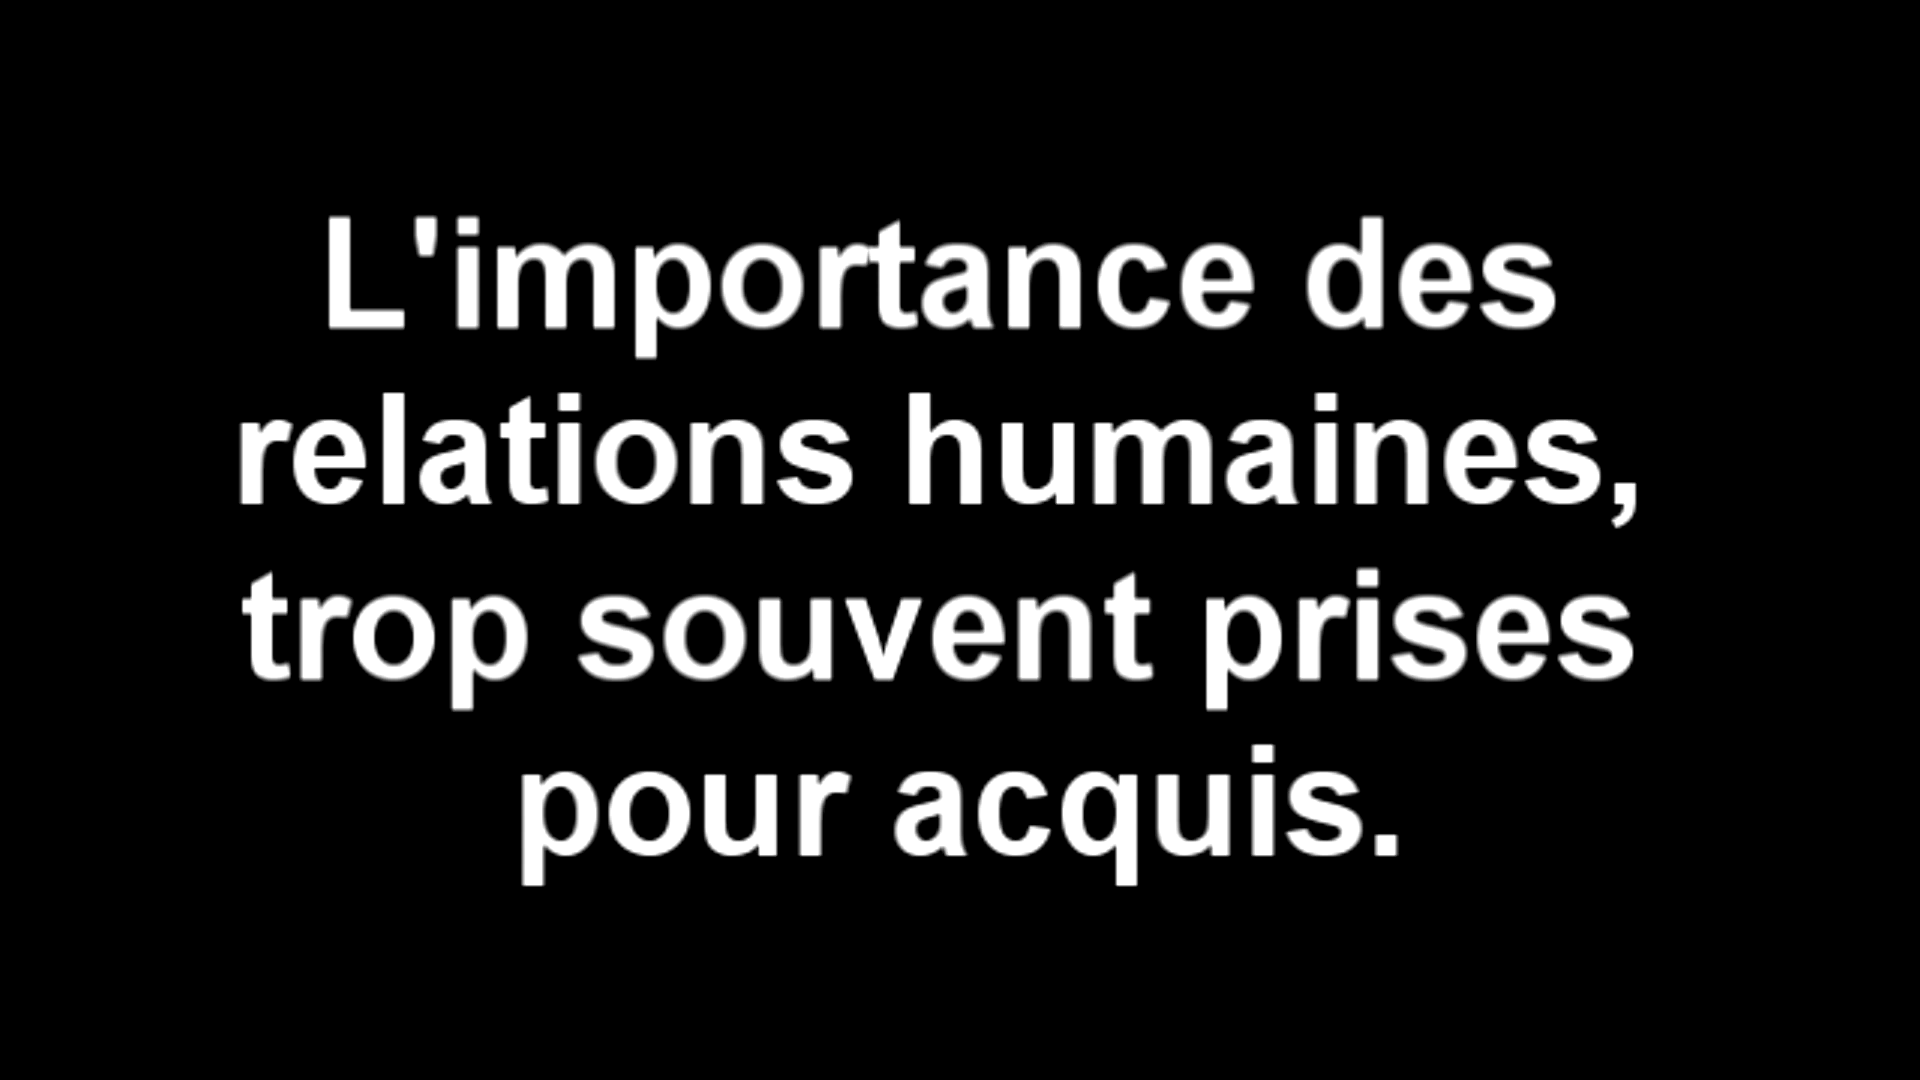 L'importance des
relations humaines,
trop souvent prises
pour acquis.